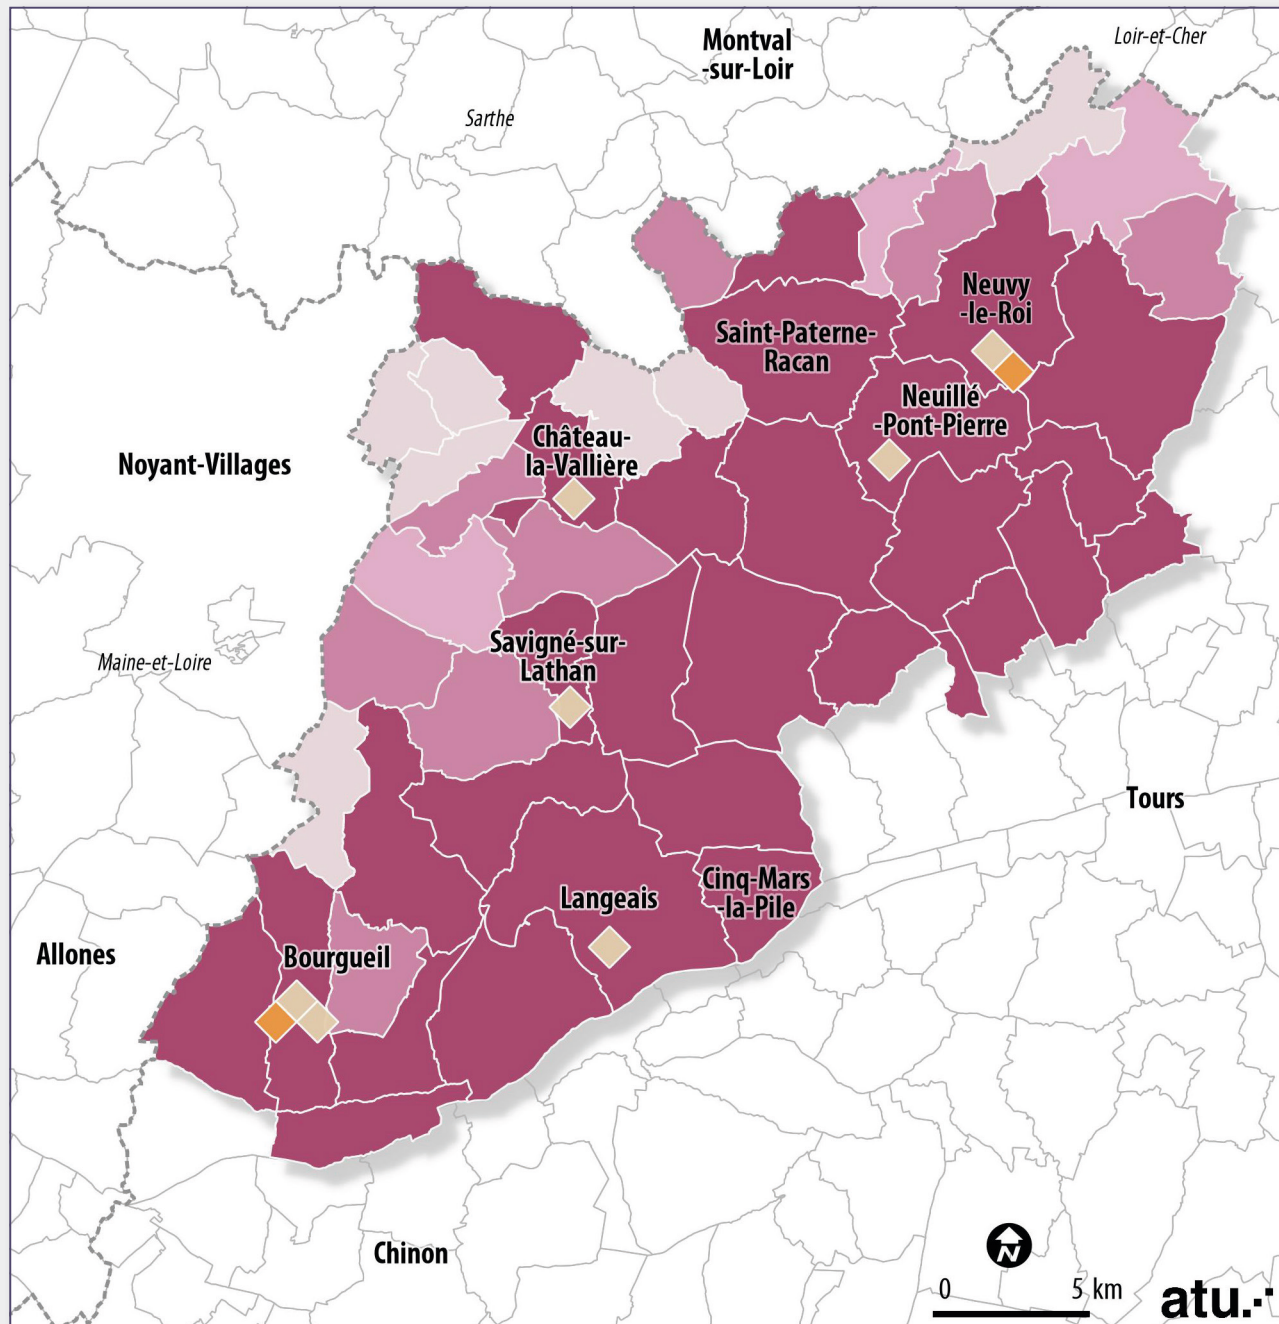 Montval
-sur-Loir
Loir-et-Cher
Sarthe
Neuvy
-le-Roi
Saint-Paterne-
Racan
Neuillé
-Pont-Pierre
Château-
la-Vallière
Noyant-Villages
Savigné-sur-
Lathan
Maine-et-Loire
Tours
Cinq-Mars
-la-Pile
Langeais
Allones
Bourgueil
Chinon
N
0 5 km
atu.